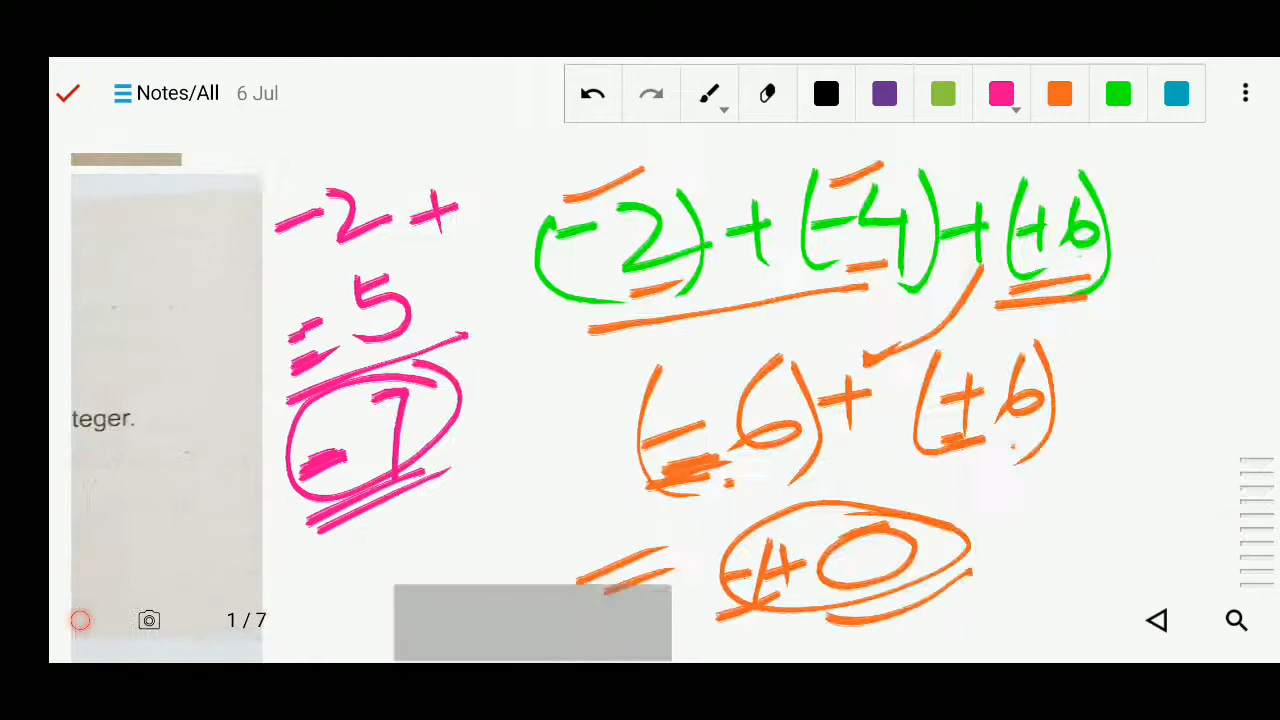 Notes/All 6 Jul
-2 +
-5
-7
(-2) + (-4) + (+6)
teger.
(-6) + (+6)
= 0
1 / 7